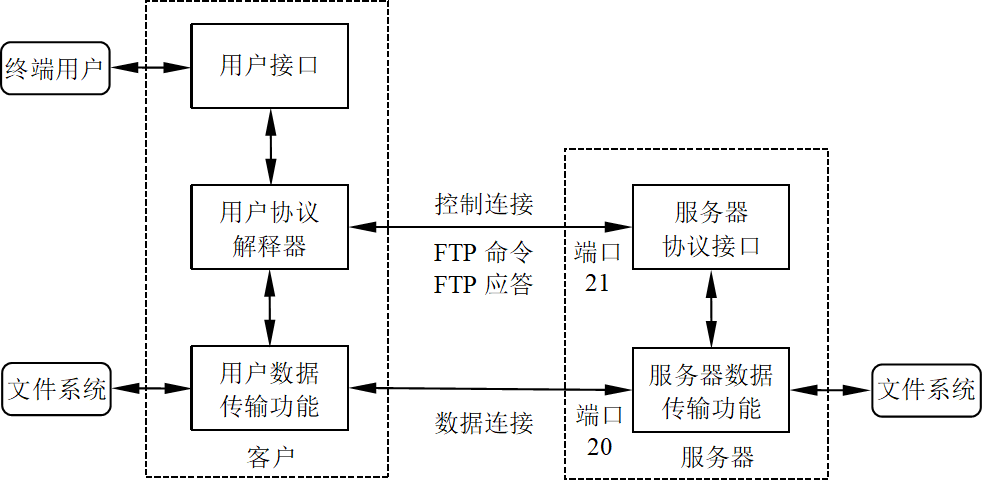 终端用户
用户接口
用户协议
解释器
控制连接
FTP 命令
FTP 应答
端口
21
服务器
协议接口
文件系统
用户数据
传输功能
数据连接
端口
20
服务器数据
传输功能
文件系统
客户
服务器